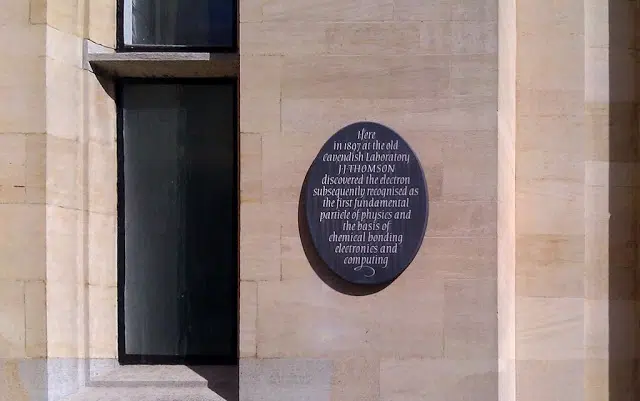 Here
in 1897 at the old
Cavendish Laboratory
J J THOMSON
discovered the electron
subsequently recognised as
the first fundamental
particle of physics and
the basis of
chemical bonding
electronics and
computing